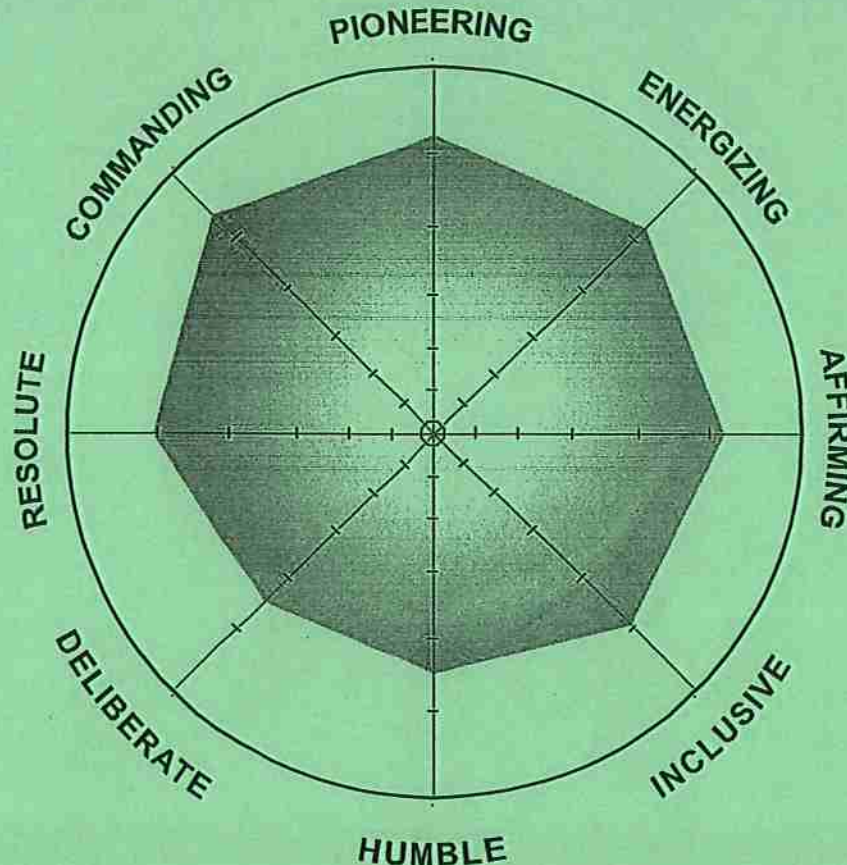 PIONEERING
ENERGIZING
AFFIRMING
INCLUSIVE
HUMBLE
DELIBERATE
RESOLUTE
COMMANDING